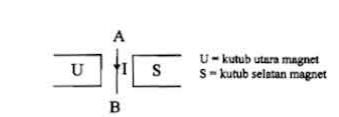 A
U I S
B
U = kutub utara magnet
S = kutub selatan magnet